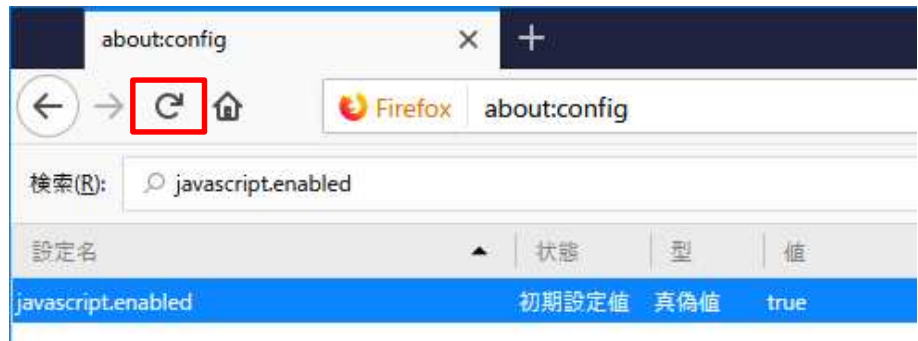 about:config
Firefox about:config
検索(R): javascript.enabled
設定名 状態 型 値
javascript.enabled 初期設定値 真偽値 true